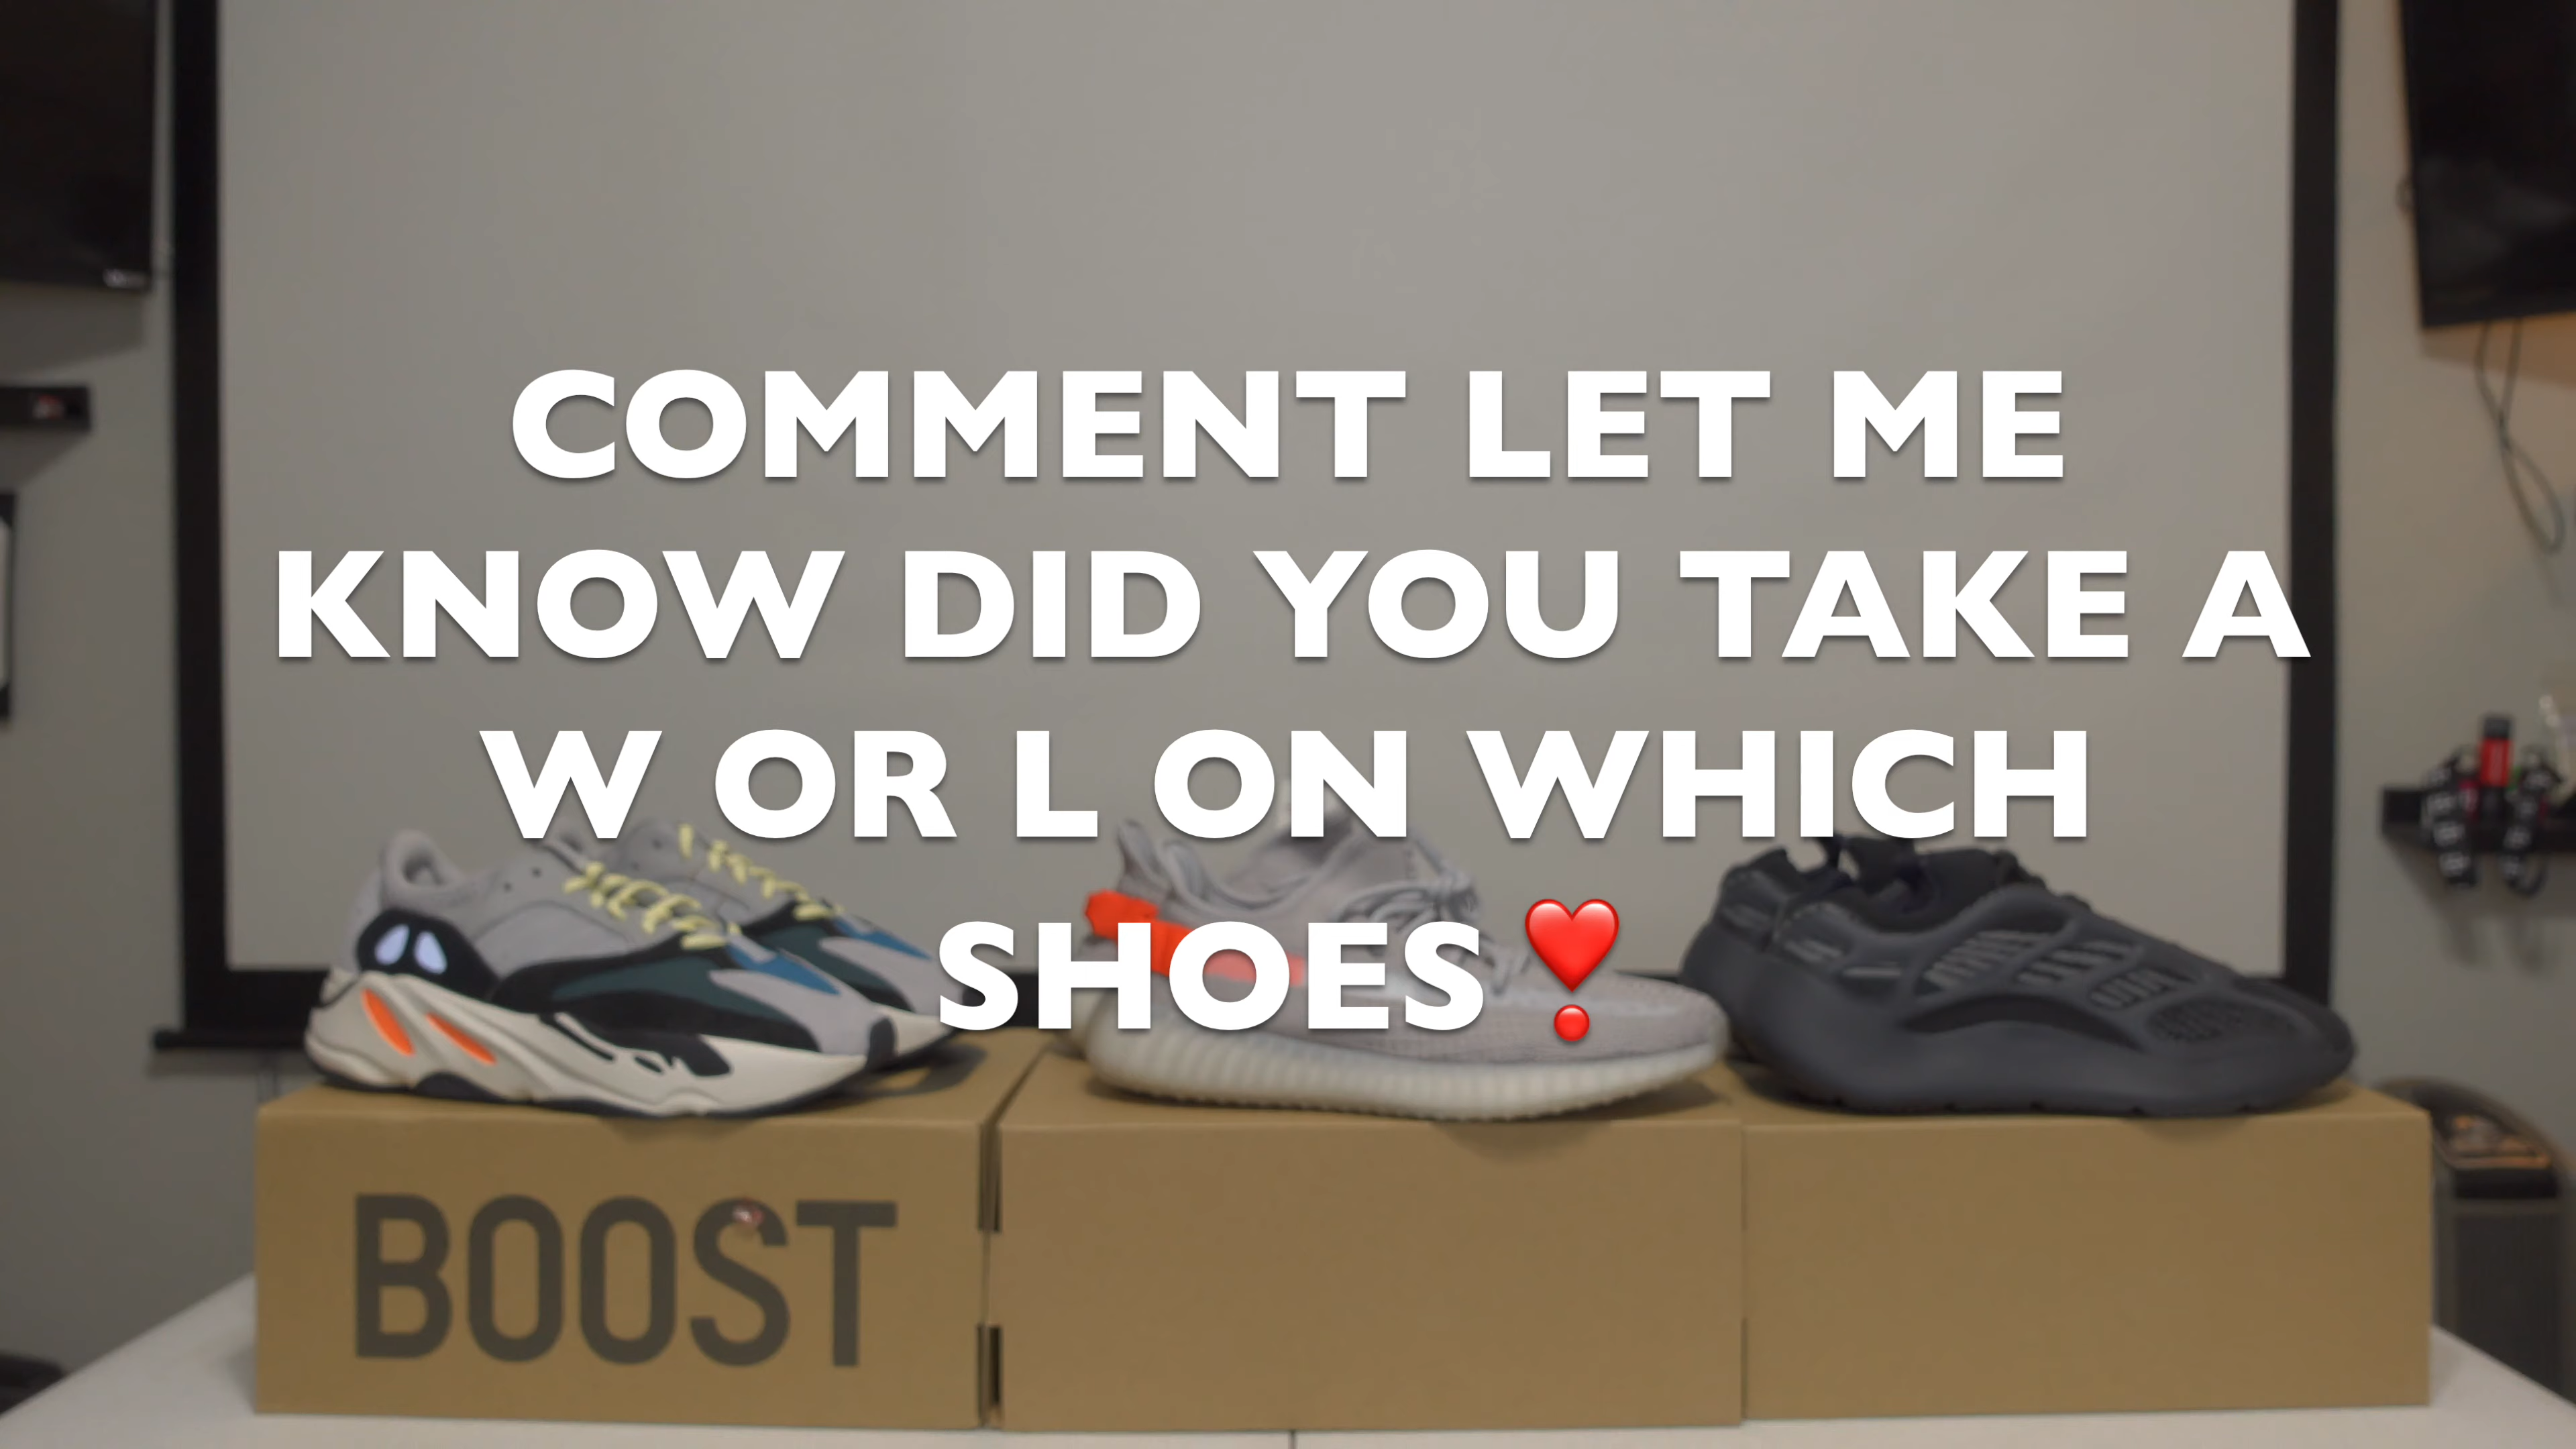 COMMENT LET ME
KNOW DID YOU TAKE A
W OR L ON WHICH
SHOES❣️
BOOST